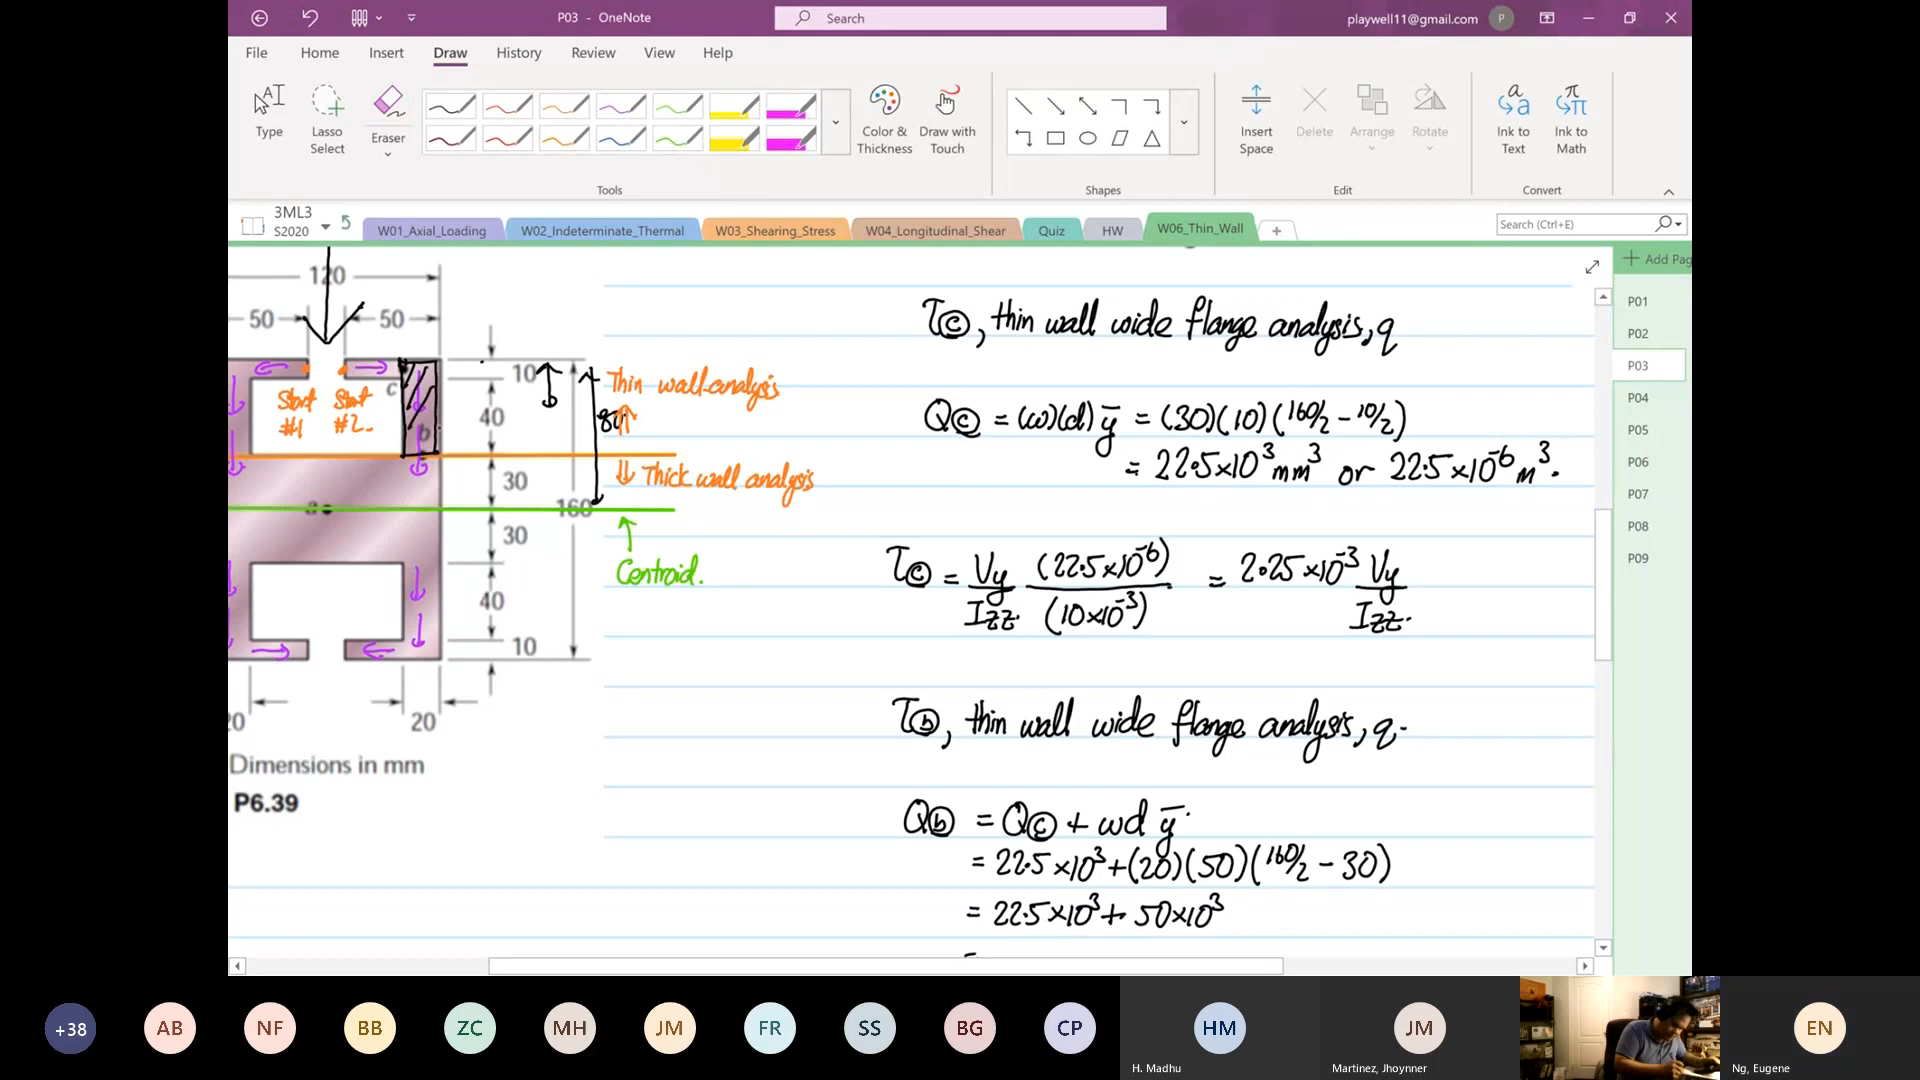 P03 - OneNote
Search
playwell11@gmail.com
P
File
Home
Insert
Draw
History
Review
View
Help
Type
Lasso Select
Eraser
Color & Thickness
Draw with Touch
Insert Space
Delete
Arrange
Rotate
Ink to Text
Ink to Math
Tools
Shapes
Edit
Convert
3ML3 S2020
W01_Axial_Loading
W02_Indeterminate_Thermal
W03_Shearing_Stress
W04_Longitudinal_Shear
Quiz
HW
W06_Thin_Wall
Search (Ctrl+E)
Add Pag
P01
P02
P03
P04
P05
P06
P07
P08
P09
120
50
50
10
40
30
160
30
40
10
20
80
c
b
a
Start #1
Start #2
Thin wall analysis
Thick wall analysis
Centroid.
Dimensions in mm
P6.39
τⓒ, thin wall wide flange analysis, q
Qⓒ = (w)(d) ȳ = (30)(10)(160/2 - 10/2)
= 22.5×10³ mm³ or 22.5×10⁻⁶ m³.
τⓒ = Vy/Izz. (22.5×10⁻⁶)/(10×10⁻³) = 2.25×10⁻³ Vy/Izz.
τⓑ, thin wall wide flange analysis, q.
Qⓑ = Qⓒ + wd ȳ
= 22.5×10³ + (20)(50)(160/2 - 30)
= 22.5×10³ + 50×10³
+38
AB
NF
BB
ZC
MH
JM
FR
SS
BG
CP
HM
H. Madhu
JM
Martinez, Jhoynner
EN
Ng, Eugene